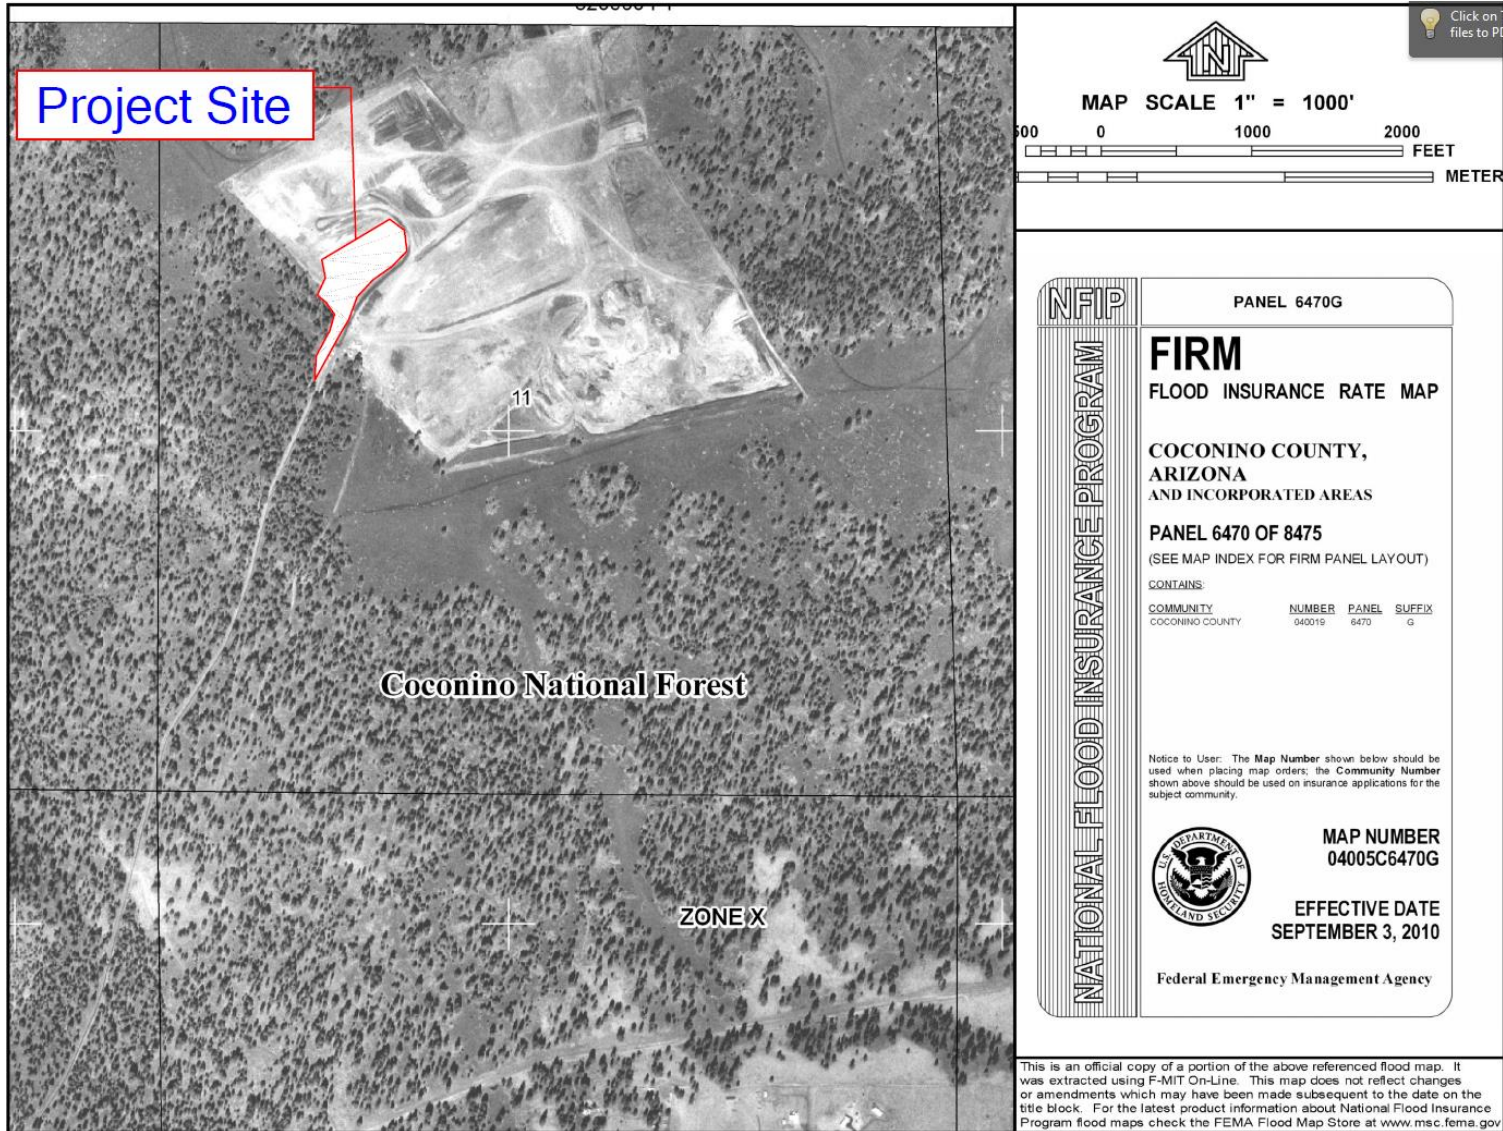 Project Site
11
Coconino National Forest
ZONE X
Click on
files to
N
MAP SCALE 1" = 1000'
0 1000 2000
FEET
METER
NFIP
NATIONAL FLOOD INSURANCE PROGRAM
PANEL 6470G
FIRM
FLOOD INSURANCE RATE MAP
COCONINO COUNTY,
ARIZONA
AND INCORPORATED AREAS
PANEL 6470 OF 8475
(SEE MAP INDEX FOR FIRM PANEL LAYOUT)
CONTAINS:
COMMUNITY NUMBER PANEL SUFFIX
COCONINO COUNTY 040019 6470 G
Notice to User: The Map Number shown below should be
used when placing map orders; the Community Number
shown above should be used on insurance applications for the
subject community.
U.S. DEPARTMENT OF
HOMELAND SECURITY
MAP NUMBER
04005C6470G
EFFECTIVE DATE
SEPTEMBER 3, 2010
Federal Emergency Management Agency
This is an official copy of a portion of the above referenced flood map. It
was extracted using F-MIT On-Line. This map does not reflect changes
or amendments which may have been made subsequent to the date on the
title block. For the latest product information about National Flood Insurance
Program flood maps check the FEMA Flood Map Store at www.msc.fema.gov